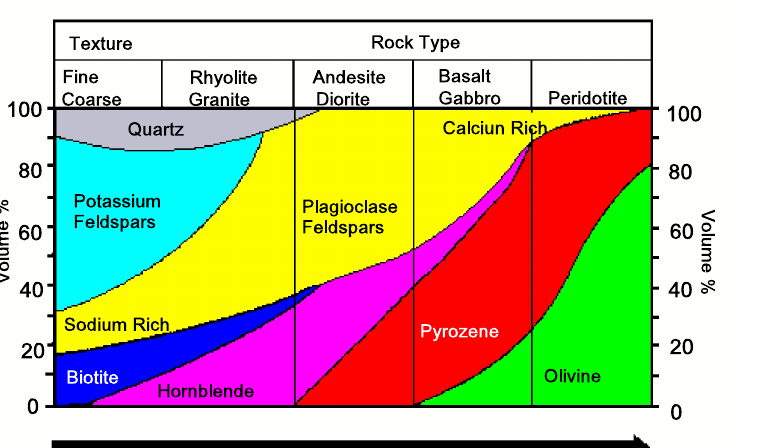 Texture
Rock Type
Fine
Coarse
Rhyolite
Granite
Andesite
Diorite
Basalt
Gabbro
Peridotite
100
100
Quartz
Calciun Rich
80
80
Potassium
Feldspars
Plagioclase
Feldspars
Volume %
Volume %
60
60
40
40
Sodium Rich
Pyrozene
20
20
Biotite
Hornblende
Olivine
0
0